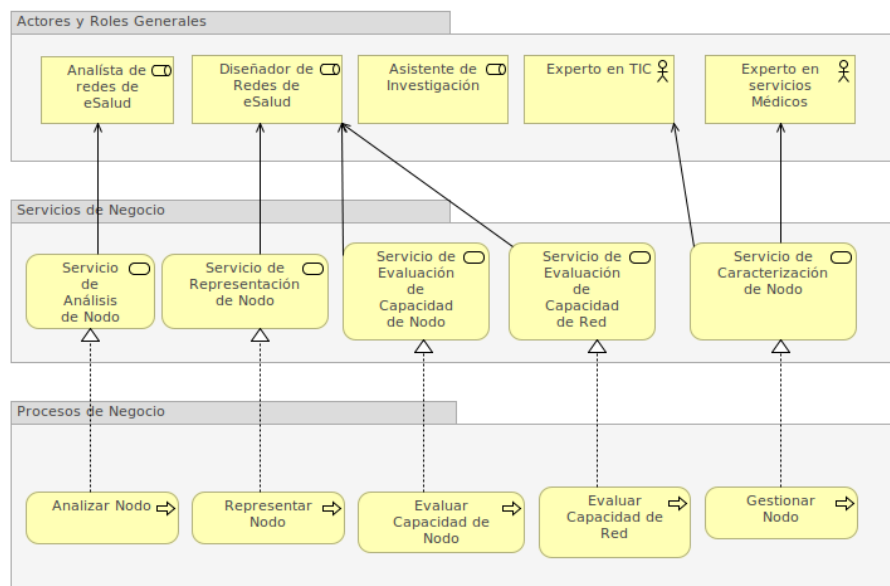 Actores y Roles Generales
Analísta de
redes de
eSalud
Diseñador de
Redes de
eSalud
Asistente de
Investigación
Experto en TIC
Experto en
servicios
Médicos
Servicios de Negocio
Servicio
de
Análisis
de Nodo
Servicio de
Representación
de Nodo
Servicio de
Evaluación
de
Capacidad
de Nodo
Servicio de
Evaluación
de
Capacidad
de Red
Servicio de
Caracterización
de Nodo
Procesos de Negocio
Analizar Nodo
Representar
Nodo
Evaluar
Capacidad de
Nodo
Evaluar
Capacidad de
Red
Gestionar
Nodo